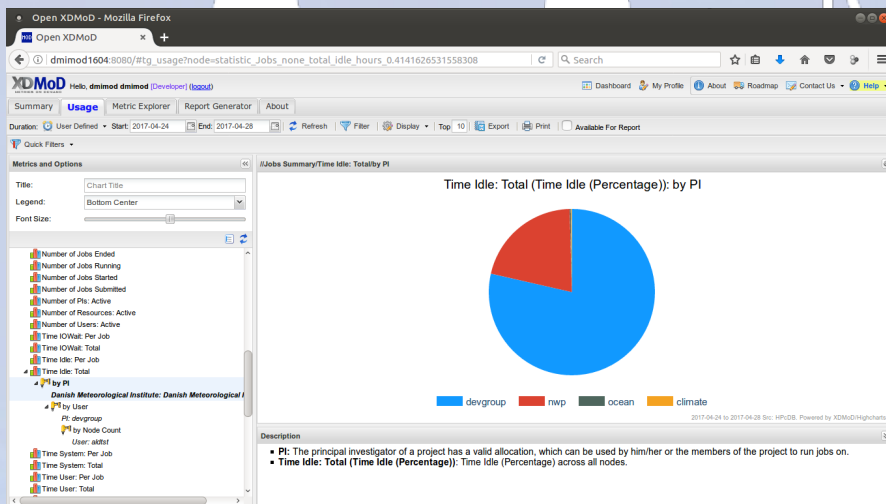 Open XDMoD - Mozilla Firefox
Open XDMoD × +
dmimod1604:8080/#tg_usage?node=statistic_Jobs_none_total_idle_hours_0.4141626531558308 Search
XDMoD Hello, dmimod dmimod [Developer] (logout) Dashboard My Profile About Roadmap Contact Us Help
Summary Usage Metric Explorer Report Generator About
Duration: User Defined Start: 2017-04-24 End: 2017-04-28 Refresh Filter Display Top 10 Export Print Available For Report
Quick Filters
Metrics and Options
//Jobs Summary/Time Idle: Total/by PI
Title: Chart Title
Legend: Bottom Center
Font Size:
Number of Jobs Ended
Number of Jobs Running
Number of Jobs Started
Number of Jobs Submitted
Number of PIs: Active
Number of Resources: Active
Number of Users: Active
Time IOWait: Per Job
Time IOWait: Total
Time Idle: Per Job
Time Idle: Total
by PI
Danish Meteorological Institute: Danish Meteorological I
by User
PI: devgroup
by Node Count
User: aldtst
Time System: Per Job
Time System: Total
Time User: Per Job
Time User: Total
Time Idle: Total (Time Idle (Percentage)): by PI
devgroup nwp ocean climate
2017-04-24 to 2017-04-28 Src: HPcDB. Powered by XDMoD/Highcharts
Description
PI: The principal investigator of a project has a valid allocation, which can be used by him/her or the members of the project to run jobs on.
Time Idle: Total (Time Idle (Percentage)): Time Idle (Percentage) across all nodes.